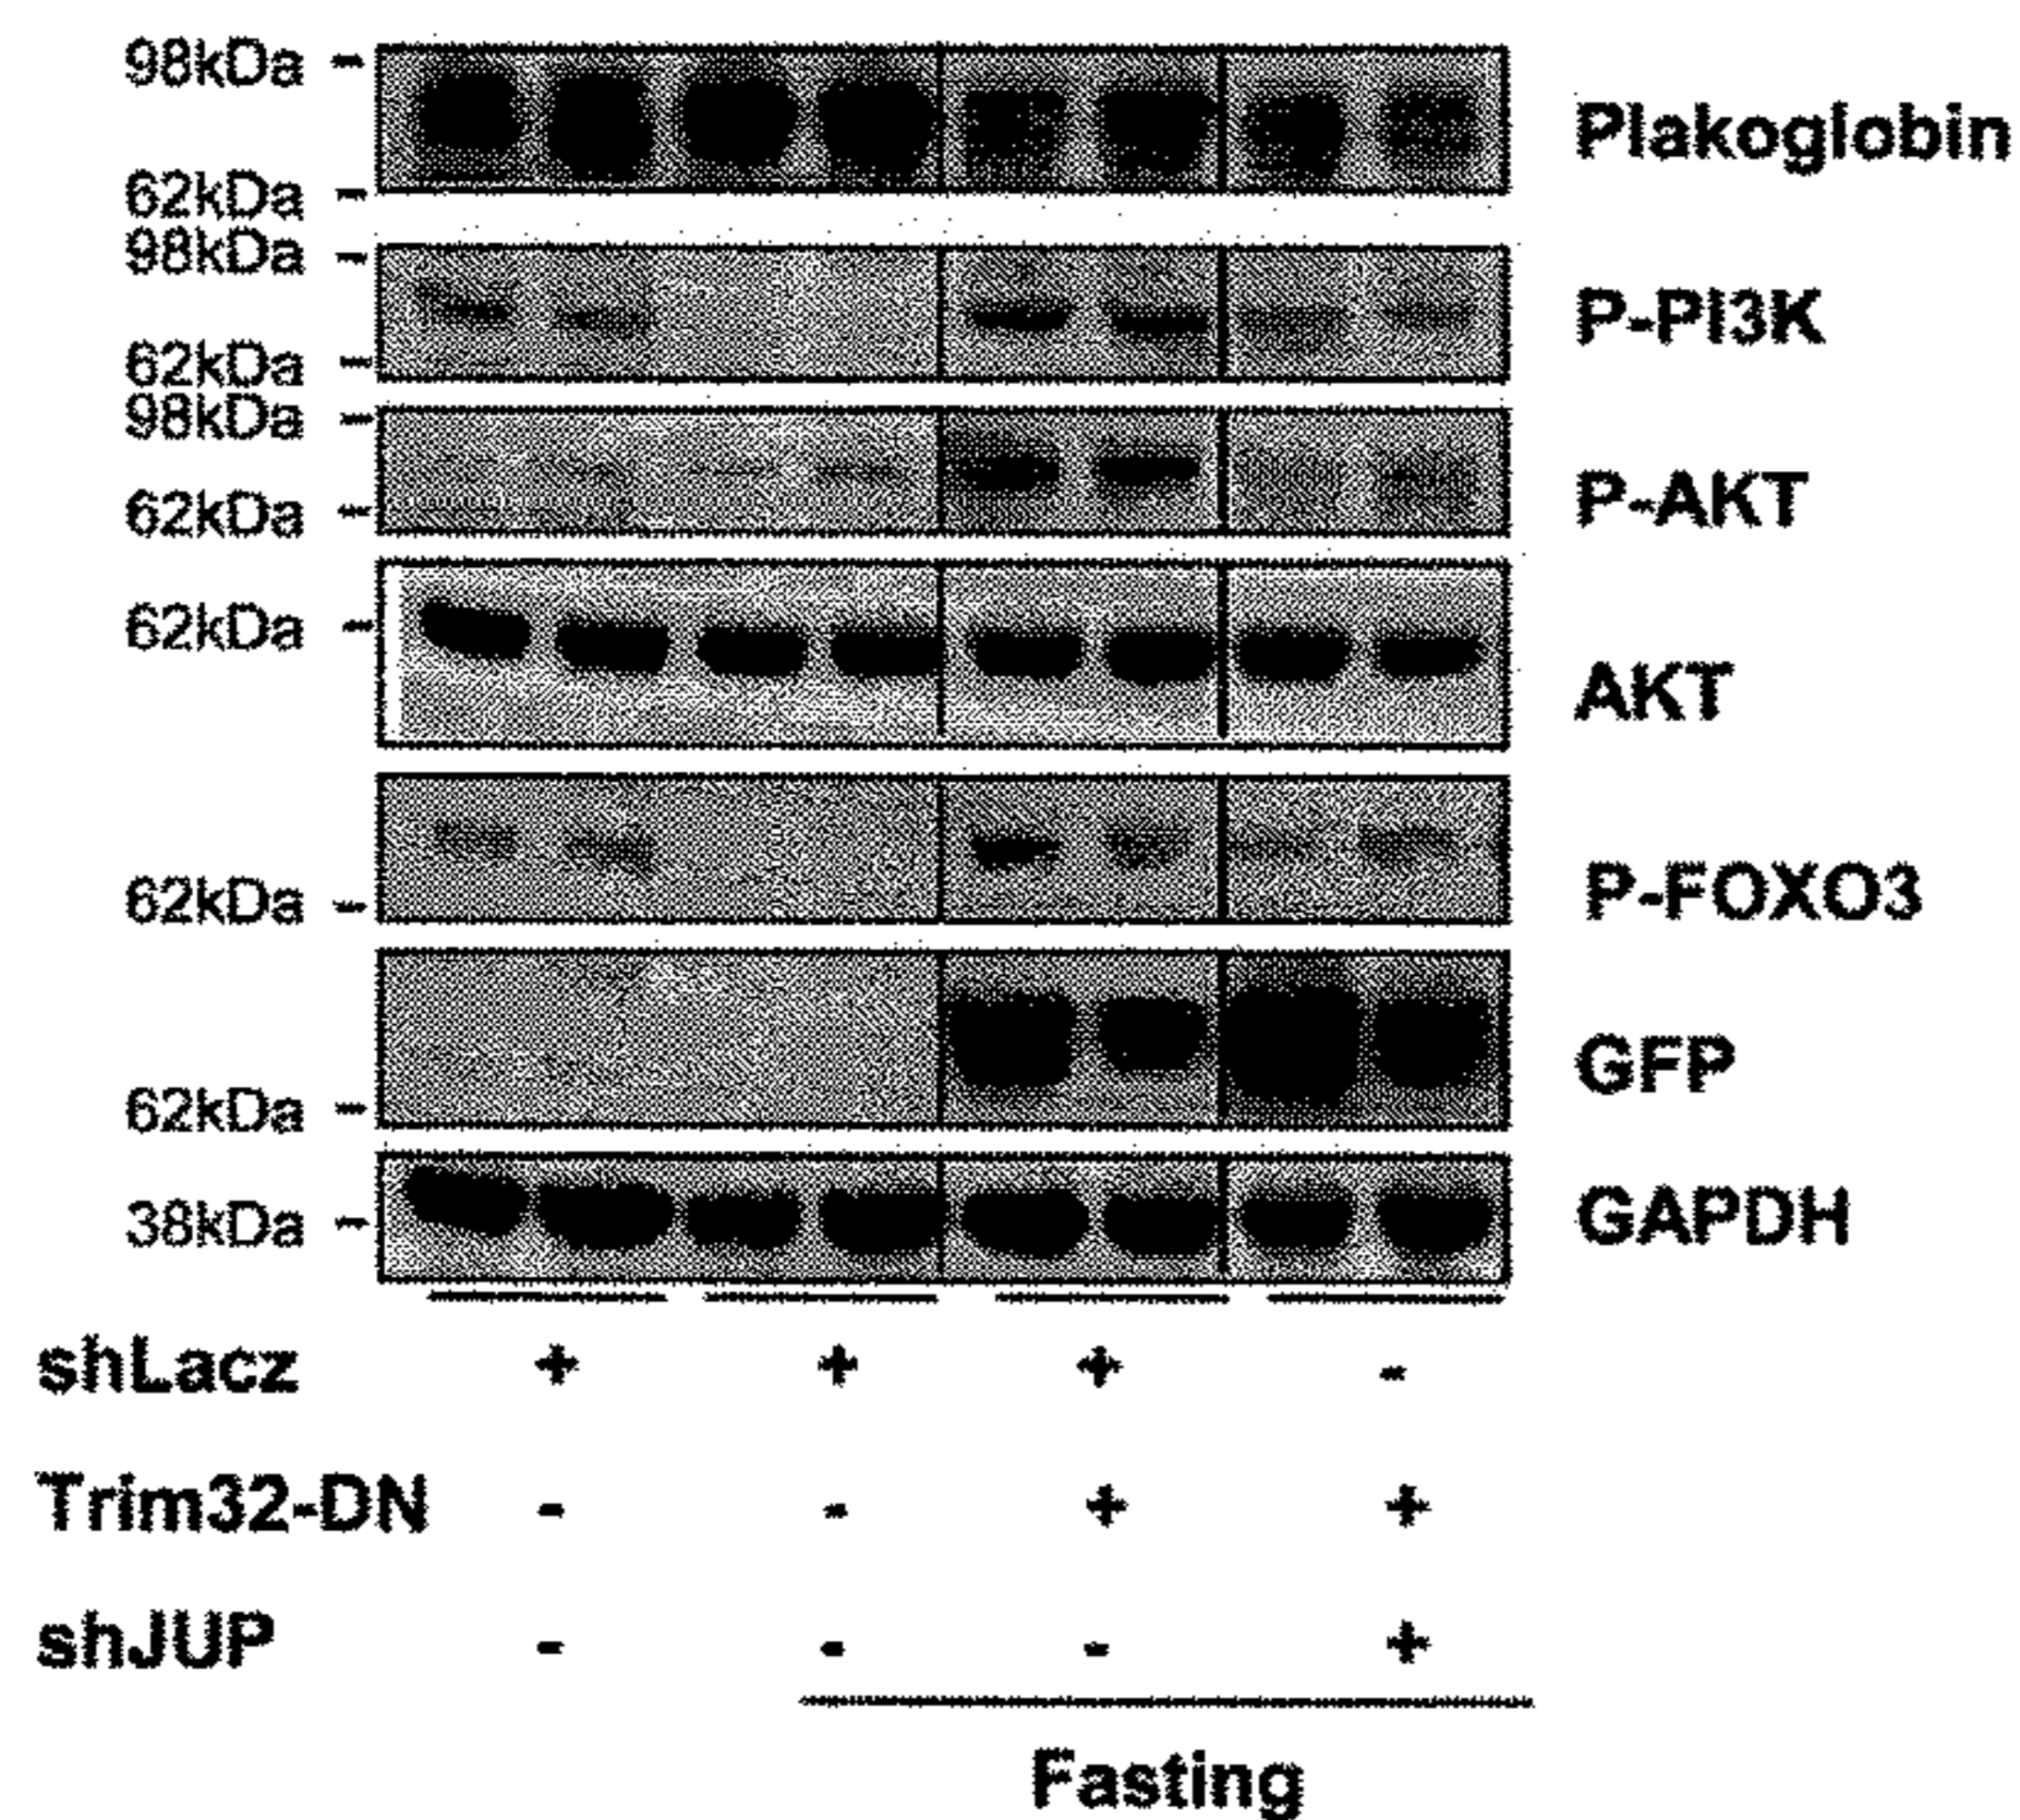 98kDa -
62kDa -
Plakoglobin
98kDa -
62kDa -
P-PI3K
98kDa -
62kDa -
P-AKT
62kDa -
AKT
62kDa -
P-FOXO3
62kDa -
GFP
38kDa -
GAPDH
shLacz + + + -
Trim32-DN - - + +
shJUP - - - +
Fasting